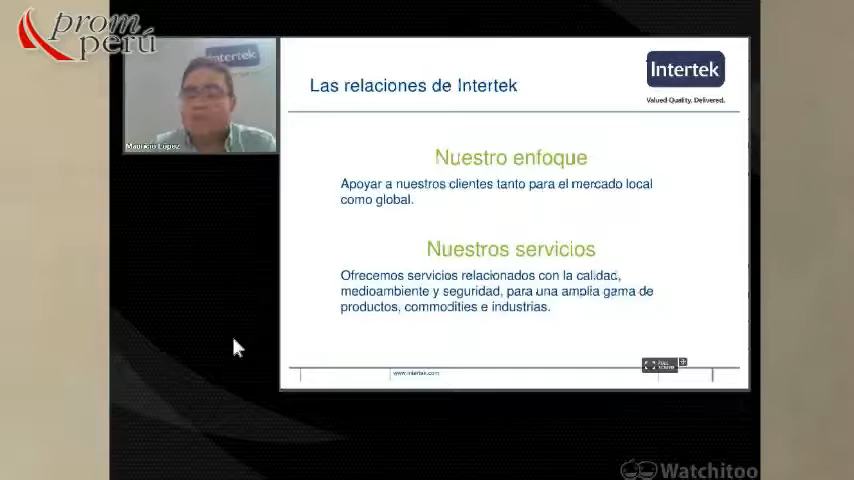 prom
perú
Intertek
Mauricio López
Las relaciones de Intertek
Intertek
Valued Quality. Delivered.
Nuestro enfoque
Apoyar a nuestros clientes tanto para el mercado local
como global.
Nuestros servicios
Ofrecemos servicios relacionados con la calidad,
medioambiente y seguridad, para una amplia gama de
productos, commodities e industrias.
FULL
SCREEN
www.intertek.com
Watchitoo